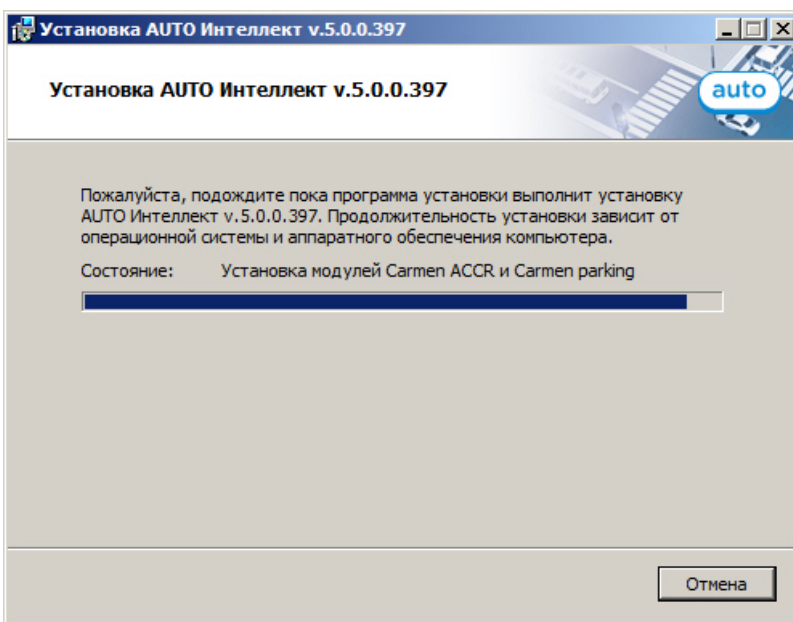 Установка AUTO Интеллект v.5.0.0.397
Установка AUTO Интеллект v.5.0.0.397
auto
Пожалуйста, подождите пока программа установки выполнит установку
AUTO Интеллект v.5.0.0.397. Продолжительность установки зависит от
операционной системы и аппаратного обеспечения компьютера.
Состояние: Установка модулей Carmen ACCR и Carmen parking
Отмена